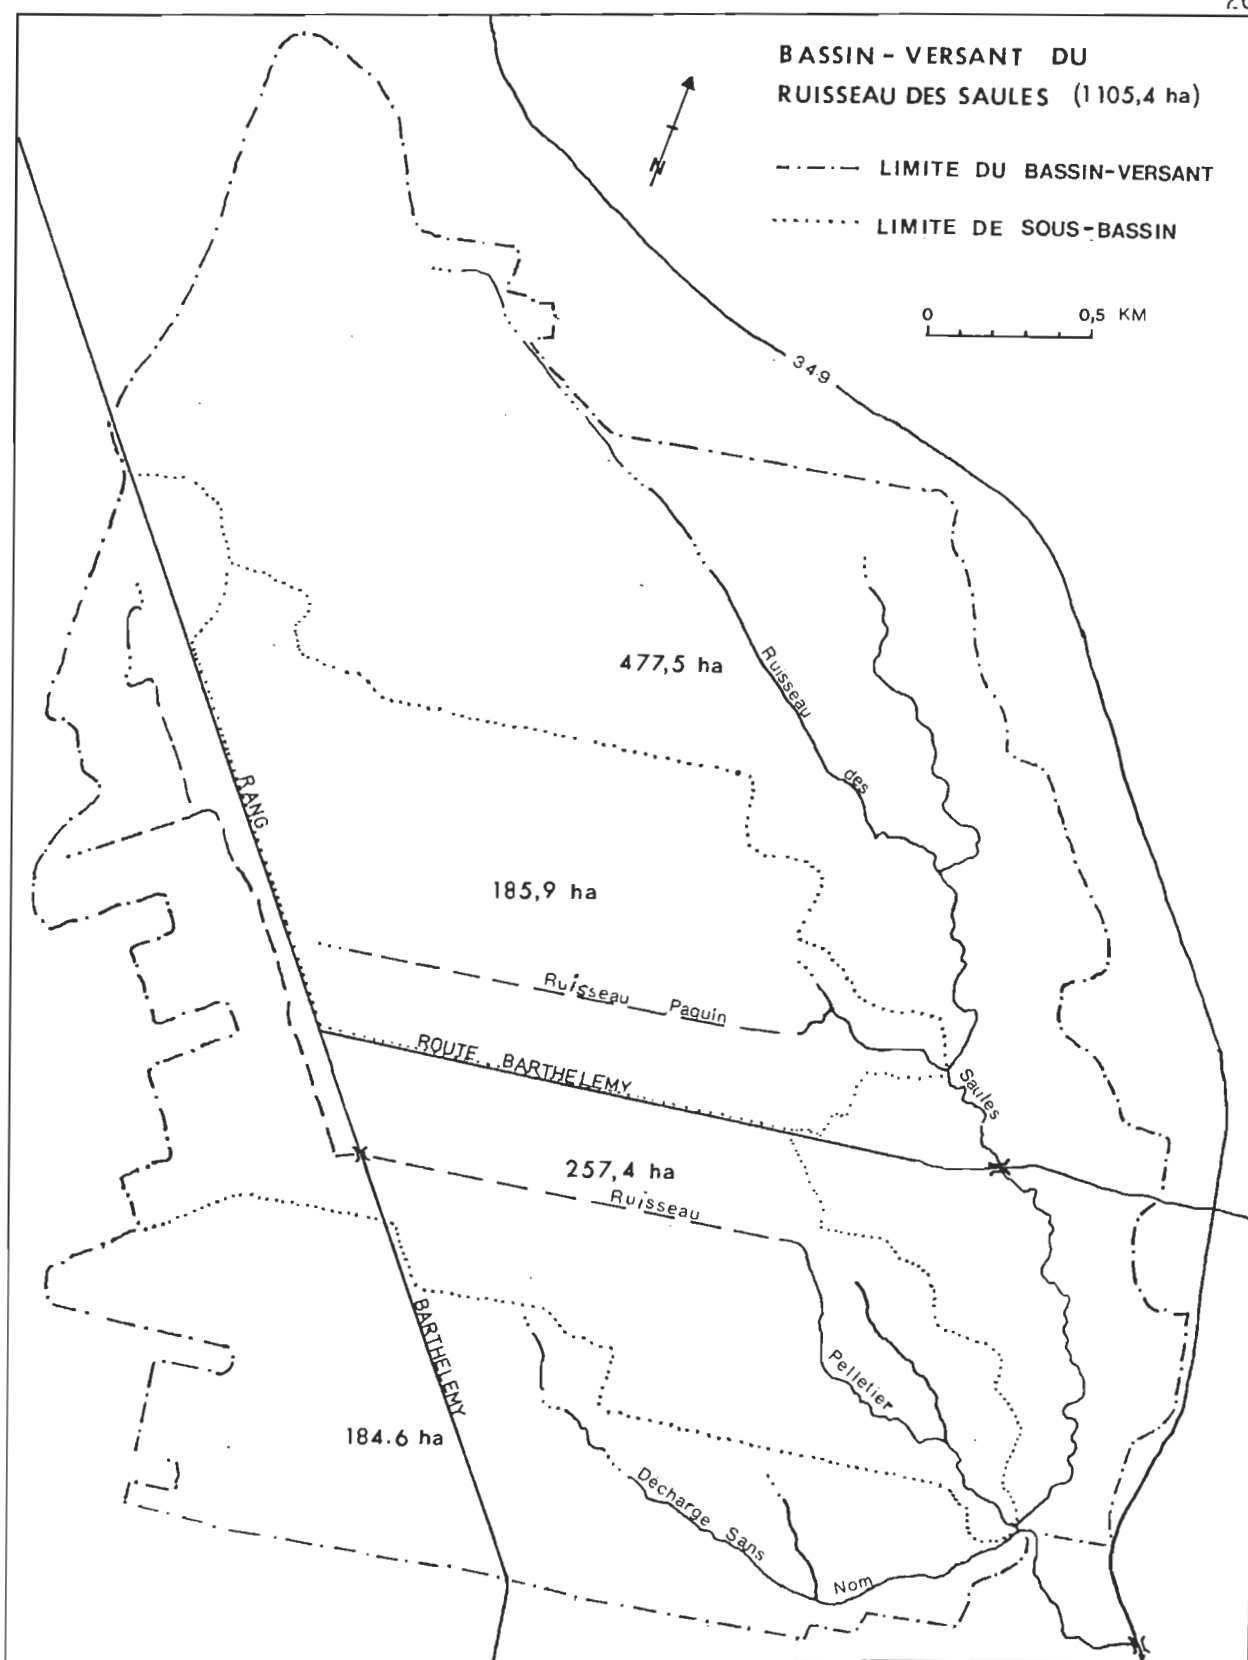 BASSIN-VERSANT DU
RUISSEAU DES SAULES (1105,4 ha)
N
LIMITE DU BASSIN-VERSANT
LIMITE DE SOUS-BASSIN
0 0,5 KM
349
477,5 ha
Ruisseau des Saules
RANG BARTHELEMY
185,9 ha
Ruisseau Paquin
ROUTE BARTHELEMY
257,4 ha
Ruisseau Pelletier
184.6 ha
Décharge Sans Nom